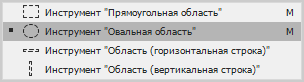 Инструмент "Прямоугольная область" M
Инструмент "Овальная область" M
Инструмент "Область (горизонтальная строка)"
Инструмент "Область (вертикальная строка)"